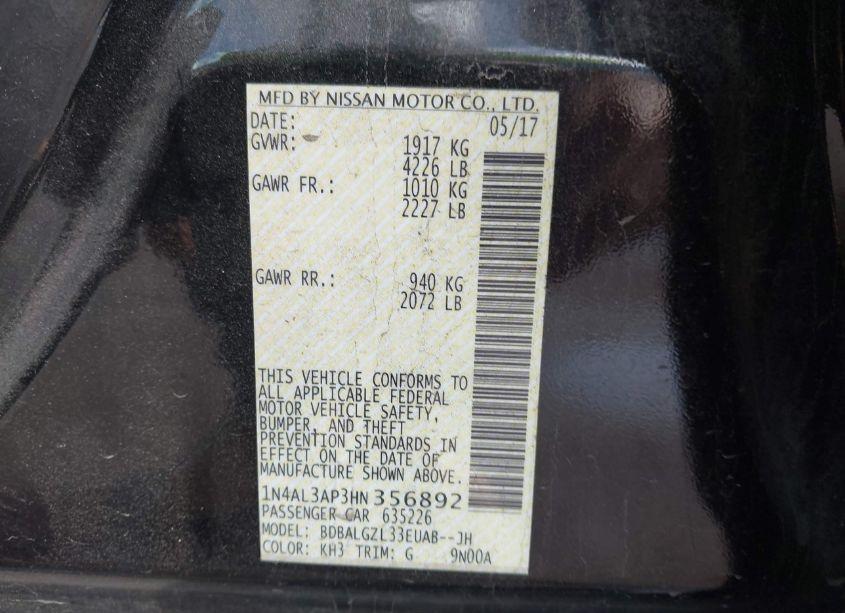 MFD BY NISSAN MOTOR CO., LTD.
DATE: 05/17
GVWR: 1917 KG
4226 LB
GAWR FR.: 1010 KG
2227 LB
GAWR RR.: 940 KG
2072 LB
THIS VEHICLE CONFORMS TO
ALL APPLICABLE FEDERAL
MOTOR VEHICLE SAFETY,
BUMPER, AND THEFT
PREVENTION STANDARDS IN
EFFECT ON THE DATE OF
MANUFACTURE SHOWN ABOVE.
1N4AL3AP3HN356892
PASSENGER CAR 635226
MODEL: BDBALGZL33EUAB--JH
COLOR: KH3 TRIM: G 9N00A